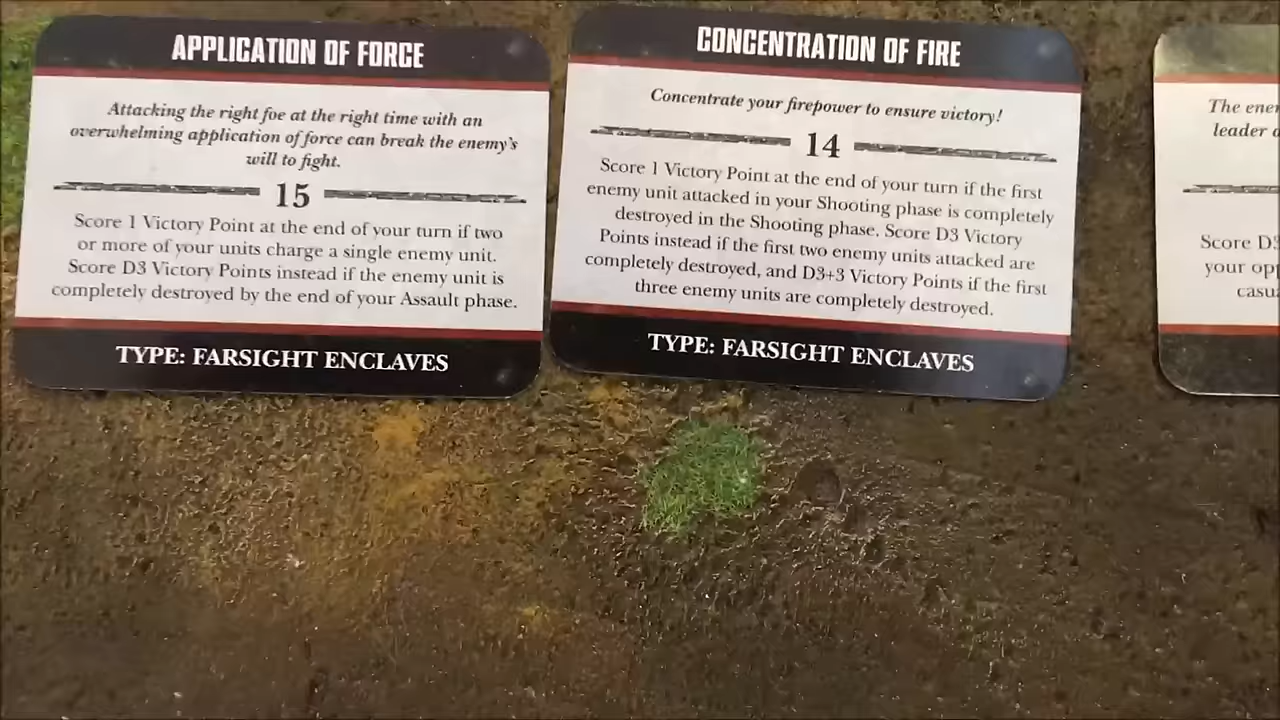 APPLICATION OF FORCE
Attacking the right foe at the right time with an
overwhelming application of force can break the enemy's
will to fight.
15
Score 1 Victory Point at the end of your turn if two
or more of your units charge a single enemy unit.
Score D3 Victory Points instead if the enemy unit is
completely destroyed by the end of your Assault phase.
TYPE: FARSIGHT ENCLAVES
CONCENTRATION OF FIRE
Concentrate your firepower to ensure victory!
14
Score 1 Victory Point at the end of your turn if the first
enemy unit attacked in your Shooting phase is completely
destroyed in the Shooting phase. Score D3 Victory
Points instead if the first two enemy units attacked are
completely destroyed, and D3+3 Victory Points if the first
three enemy units are completely destroyed.
TYPE: FARSIGHT ENCLAVES
The
leader
Score
your